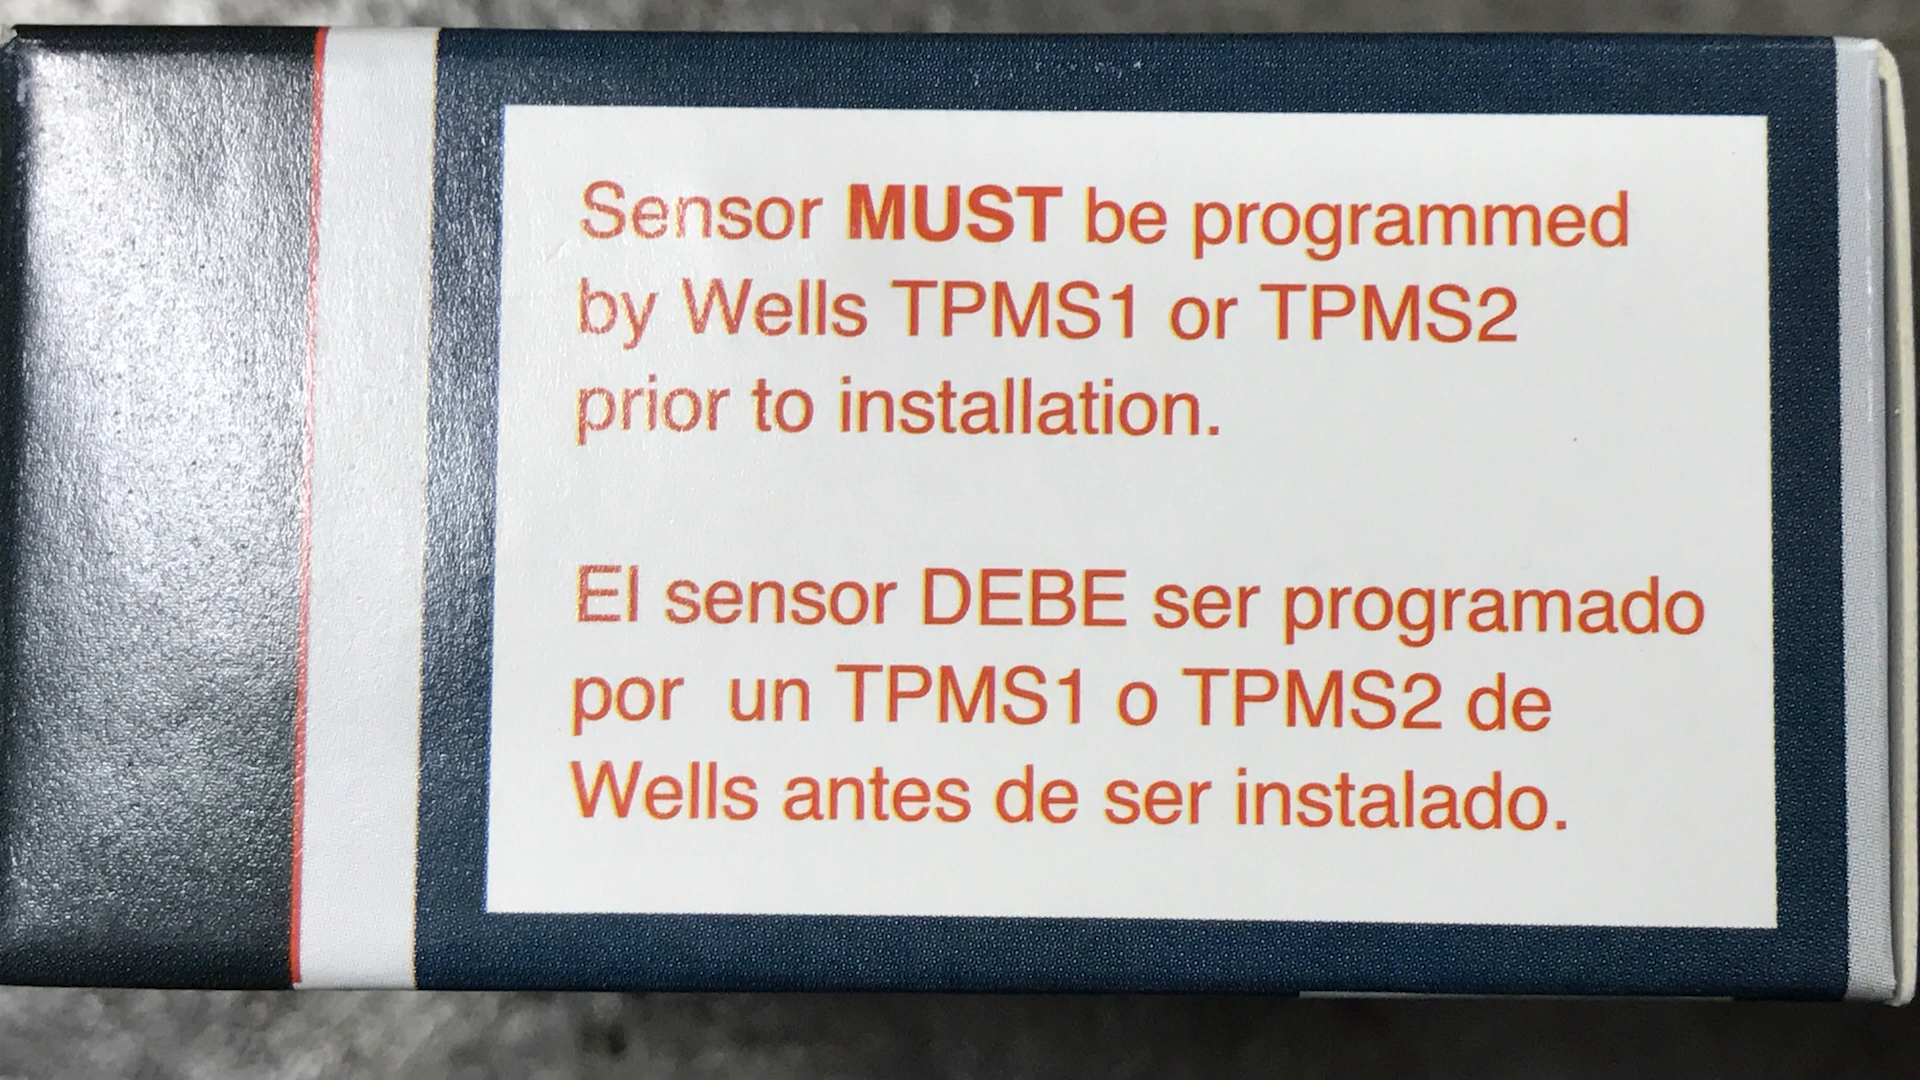 Sensor MUST be programmed
by Wells TPMS1 or TPMS2
prior to installation.
El sensor DEBE ser programado
por un TPMS1 o TPMS2 de
Wells antes de ser instalado.